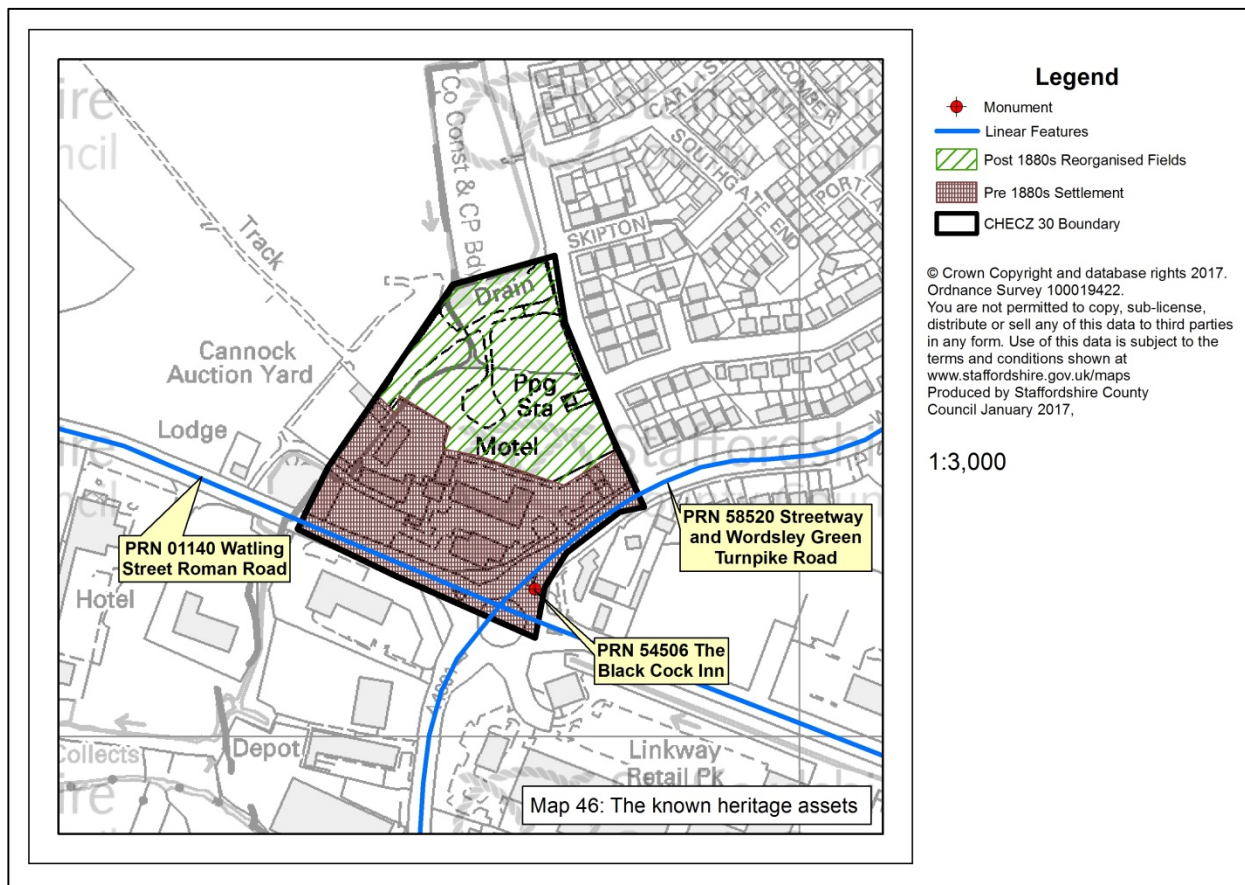 Co Const & CP Bdy
CARLISLE
COMBER
SOUTHGATE END
SKIPTON
Track
Drain
Cannock
Auction Yard
Ppg
Sta
Lodge
Motel
Staffordshire
PRN 58520 Streetway
and Wordsley Green
Turnpike Road
PRN 01140 Watling
Street Roman Road
Hotel
PRN 54506 The
Black Cock Inn
Collects
Depot
Linkway
Retail Pk
Map 46: The known heritage assets
Legend
Monument
Linear Features
Post 1880s Reorganised Fields
Pre 1880s Settlement
CHECZ 30 Boundary
© Crown Copyright and database rights 2017.
Ordnance Survey 100019422.
You are not permitted to copy, sub-license,
distribute or sell any of this data to third parties
in any form. Use of this data is subject to the
terms and conditions shown at
www.staffordshire.gov.uk/maps
Produced by Staffordshire County
Council January 2017,
1:3,000